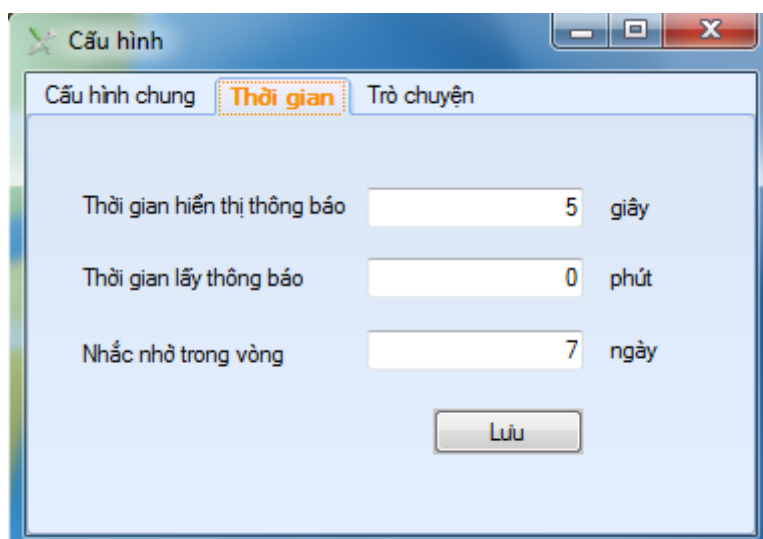 Cấu hình
Cấu hình chung Thời gian Trò chuyện
Thời gian hiển thị thông báo 5 giây
Thời gian lấy thông báo 0 phút
Nhắc nhở trong vòng 7 ngày
Lưu